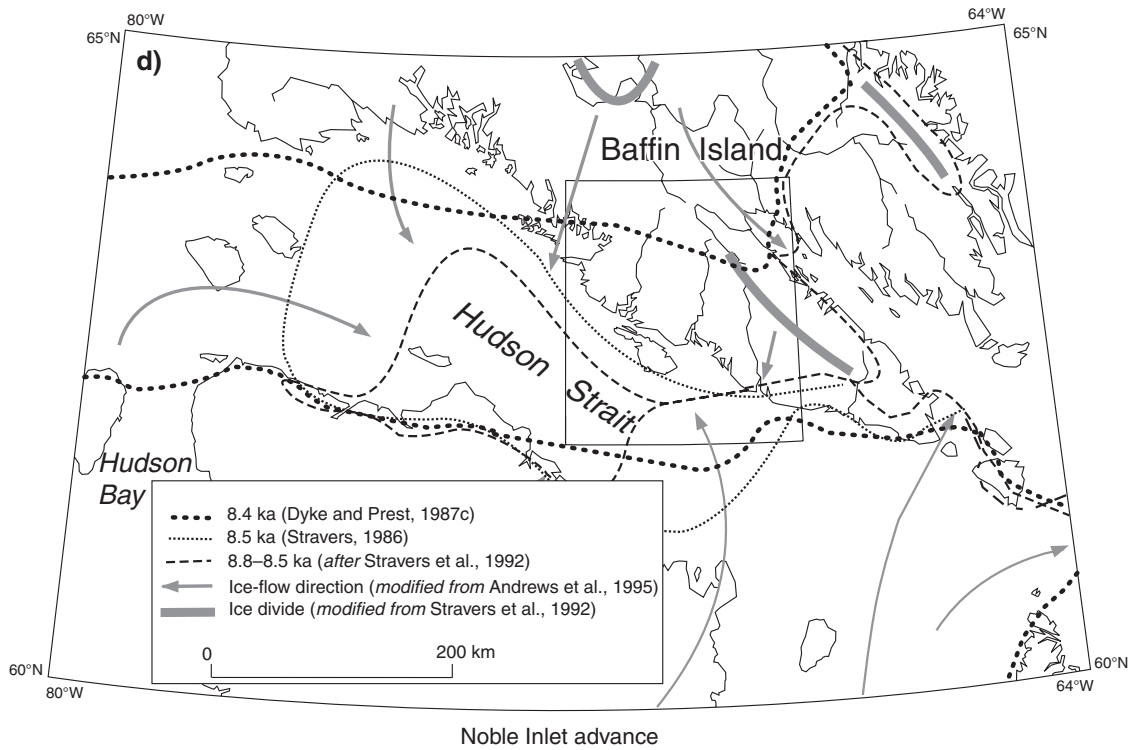 80°W
64°W
65°N
65°N
d)
Baffin Island
Hudson Strait
Hudson
Bay
8.4 ka (Dyke and Prest, 1987c)
8.5 ka (Stravers, 1986)
8.8–8.5 ka (after Stravers et al., 1992)
Ice-flow direction (modified from Andrews et al., 1995)
Ice divide (modified from Stravers et al., 1992)
0 200 km
60°N
60°N
80°W
64°W
Noble Inlet advance